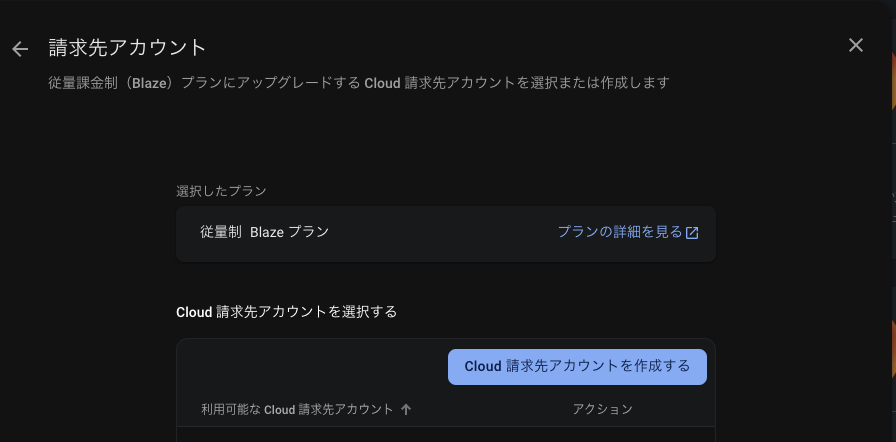 請求先アカウント
従量課金制（Blaze）プランにアップグレードする Cloud 請求先アカウントを選択または作成します
選択したプラン
従量制 Blaze プラン プランの詳細を見る
Cloud 請求先アカウントを選択する
Cloud 請求先アカウントを作成する
利用可能な Cloud 請求先アカウント アクション